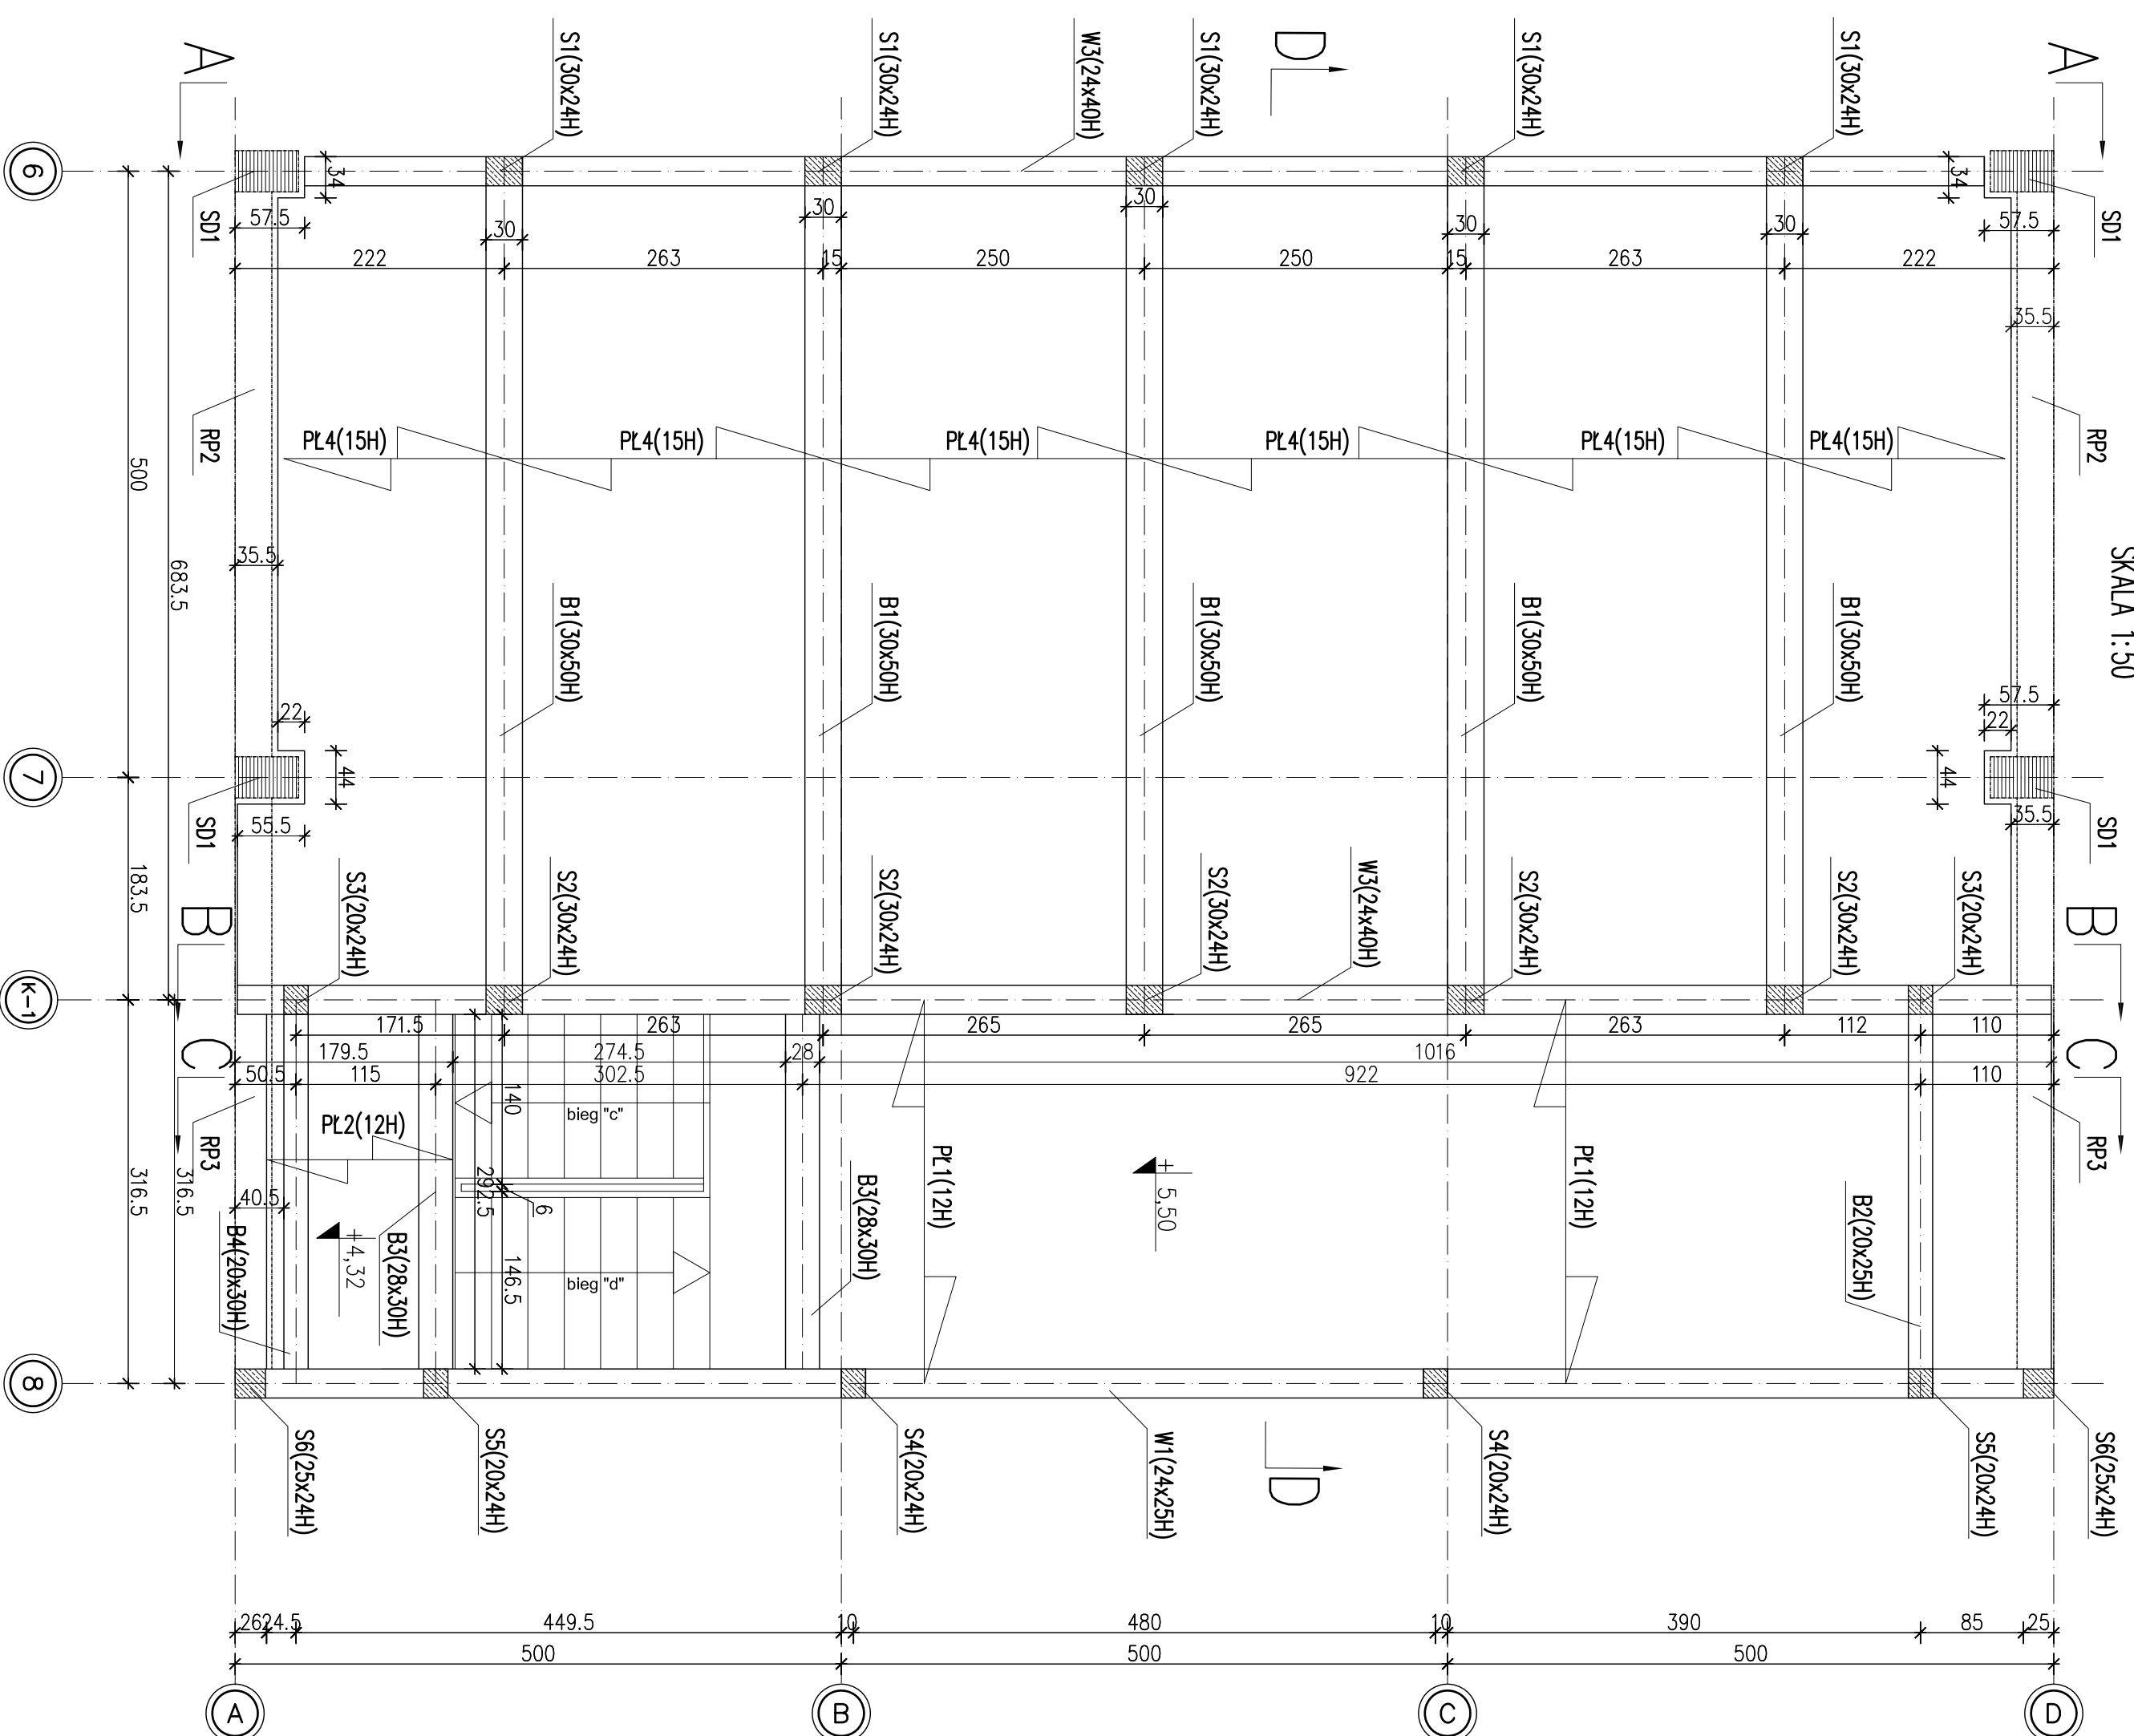 SKALA 1:50
A
A
D
S1(30x24H)
S1(30x24H)
W3(24x40H)
S1(30x24H)
S1(30x24H)
S1(30x24H)
6
SD1
SD1
34
34
57.5
57.5
30
30
30
30
30
222
263
15
250
250
15
263
222
35.5
RP2
RP2
PŁ4(15H)
PŁ4(15H)
PŁ4(15H)
PŁ4(15H)
PŁ4(15H)
PŁ4(15H)
500
683.5
35.5
B1(30x50H)
B1(30x50H)
B1(30x50H)
B1(30x50H)
B1(30x50H)
57.5
22
22
44
44
7
SD1
SD1
55.5
35.5
183.5
B
B
S3(20x24H)
S2(30x24H)
S2(30x24H)
S2(30x24H)
W3(24x40H)
S2(30x24H)
S2(30x24H)
S3(20x24H)
K-1
171.5
263
265
265
263
112
110
C
C
179.5
274.5
28
1016
50.5
115
302.5
922
110
140
bieg "c"
PŁ2(12H)
RP3
RP3
316.5
316.5
292.5
6
40.5
B4(20x30H)
+4,32
B3(28x30H)
146.5
bieg "d"
B3(28x30H)
PŁ1(12H)
+5,50
PŁ1(12H)
B2(20x25H)
8
S6(25x24H)
S5(20x24H)
S4(20x24H)
W1(24x25H)
D
S4(20x24H)
S5(20x24H)
S6(25x24H)
26
24.5
449.5
10
480
10
390
85
25
500
500
500
A
B
C
D